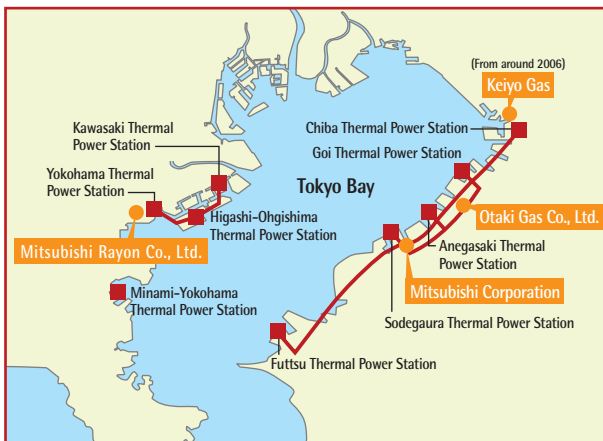 (From around 2006)
Keiyo Gas
Kawasaki Thermal
Power Station
Chiba Thermal Power Station
Goi Thermal Power Station
Yokohama Thermal
Power Station
Tokyo Bay
Otaki Gas Co., Ltd.
Higashi-Ohgishima
Thermal Power Station
Mitsubishi Rayon Co., Ltd.
Anegasaki Thermal
Power Station
Mitsubishi Corporation
Minami-Yokohama
Thermal Power Station
Sodegaura Thermal Power Station
Futtsu Thermal Power Station